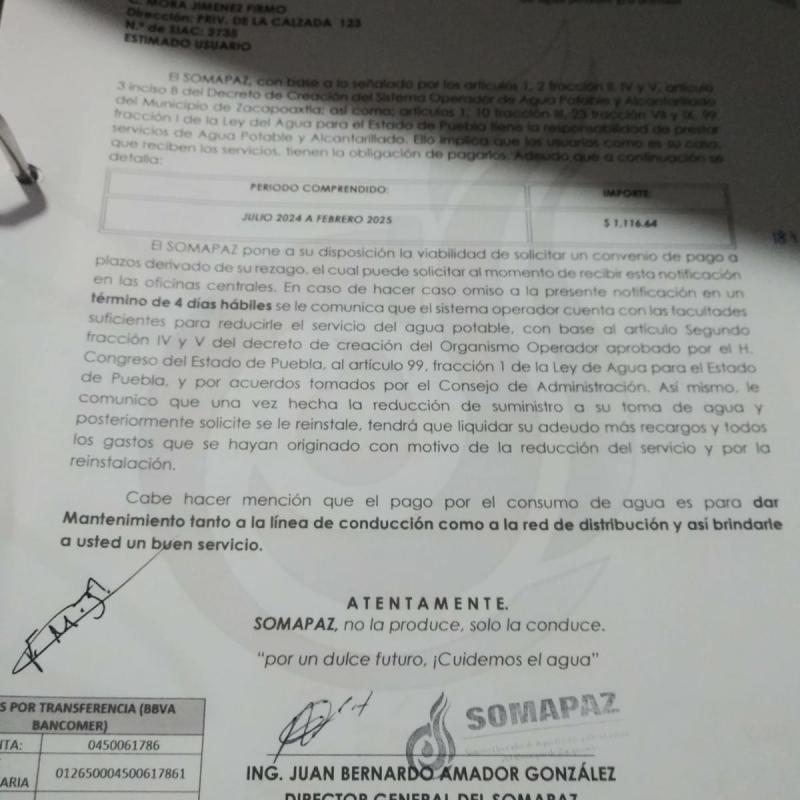 C. MORA JIMENEZ FIRMO
Dirección: PRIV. DE LA CALZADA 123
N.° de SIAC: 2735
ESTIMADO USUARIO
El SOMAPAZ, con base a lo señalado por los artículos 1, 2 fracción II, IV y V, artículo
3 inciso B del Decreto de Creación del Sistema Operador de Agua Potable y Alcantarillado
del Municipio de Zacapoaxtla; así como; artículos 1, 10 fracción III, 23 fracción VII y IX, 99
fracción I de la Ley del Agua para el Estado de Puebla tiene la responsabilidad de prestar
servicios de Agua Potable y Alcantarillado. Ello implica que los usuarios como es su caso,
que reciben los servicios, tienen la obligación de pagarlos. Adeudo que a continuación se
detalla:
PERIODO COMPRENDIDO: IMPORTE:
JULIO 2024 A FEBRERO 2025 $ 1,116.64
El SOMAPAZ pone a su disposición la viabilidad de solicitar un convenio de pago a
plazos derivado de su rezago, el cual puede solicitar al momento de recibir esta notificación
en las oficinas centrales. En caso de hacer caso omiso a la presente notificación en un
término de 4 días hábiles se le comunica que el sistema operador cuenta con las facultades
suficientes para reducirle el servicio del agua potable, con base al artículo Segundo
fracción IV y V del decreto de creación del Organismo Operador aprobado por el H.
Congreso del Estado de Puebla, al artículo 99, fracción 1 de la Ley de Agua para el Estado
de Puebla, y por acuerdos tomados por el Consejo de Administración. Así mismo, le
comunico que una vez hecha la reducción de suministro a su toma de agua y
posteriormente solicite se le reinstale, tendrá que liquidar su adeudo más recargos y todos
los gastos que se hayan originado con motivo de la reducción del servicio y por la
reinstalación.
Cabe hacer mención que el pago por el consumo de agua es para dar
Mantenimiento tanto a la línea de conducción como a la red de distribución y así brindarle
a usted un buen servicio.
ATENTAMENTE.
SOMAPAZ, no la produce, solo la conduce.
"por un dulce futuro, ¡Cuidemos el agua"
SOMAPAZ
S POR TRANSFERENCIA (BBVA
BANCOMER)
NTA: 0450061786
ARIA 012650004500617861
ING. JUAN BERNARDO AMADOR GONZÁLEZ
DIRECTOR GENERAL DEL SOMAPAZ